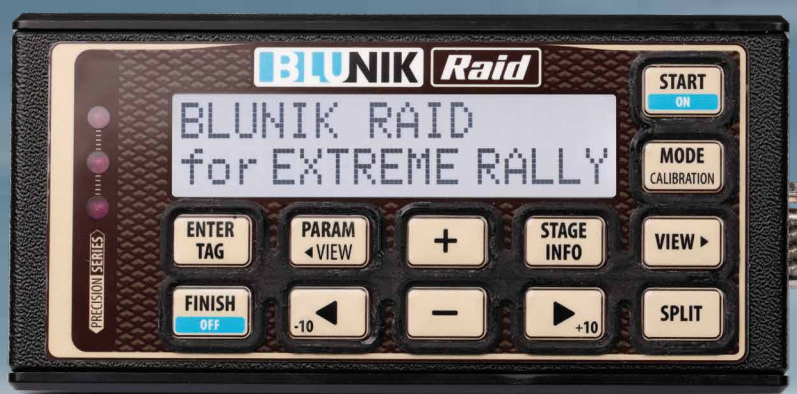 BLUNIK Raid
BLUNIK RAID
for EXTREME RALLY
START
ON
MODE
CALIBRATION
ENTER
TAG
PARAM
◄VIEW
+
STAGE
INFO
VIEW ►
FINISH
OFF
-10 ◄
−
► +10
SPLIT
PRECISION SERIES